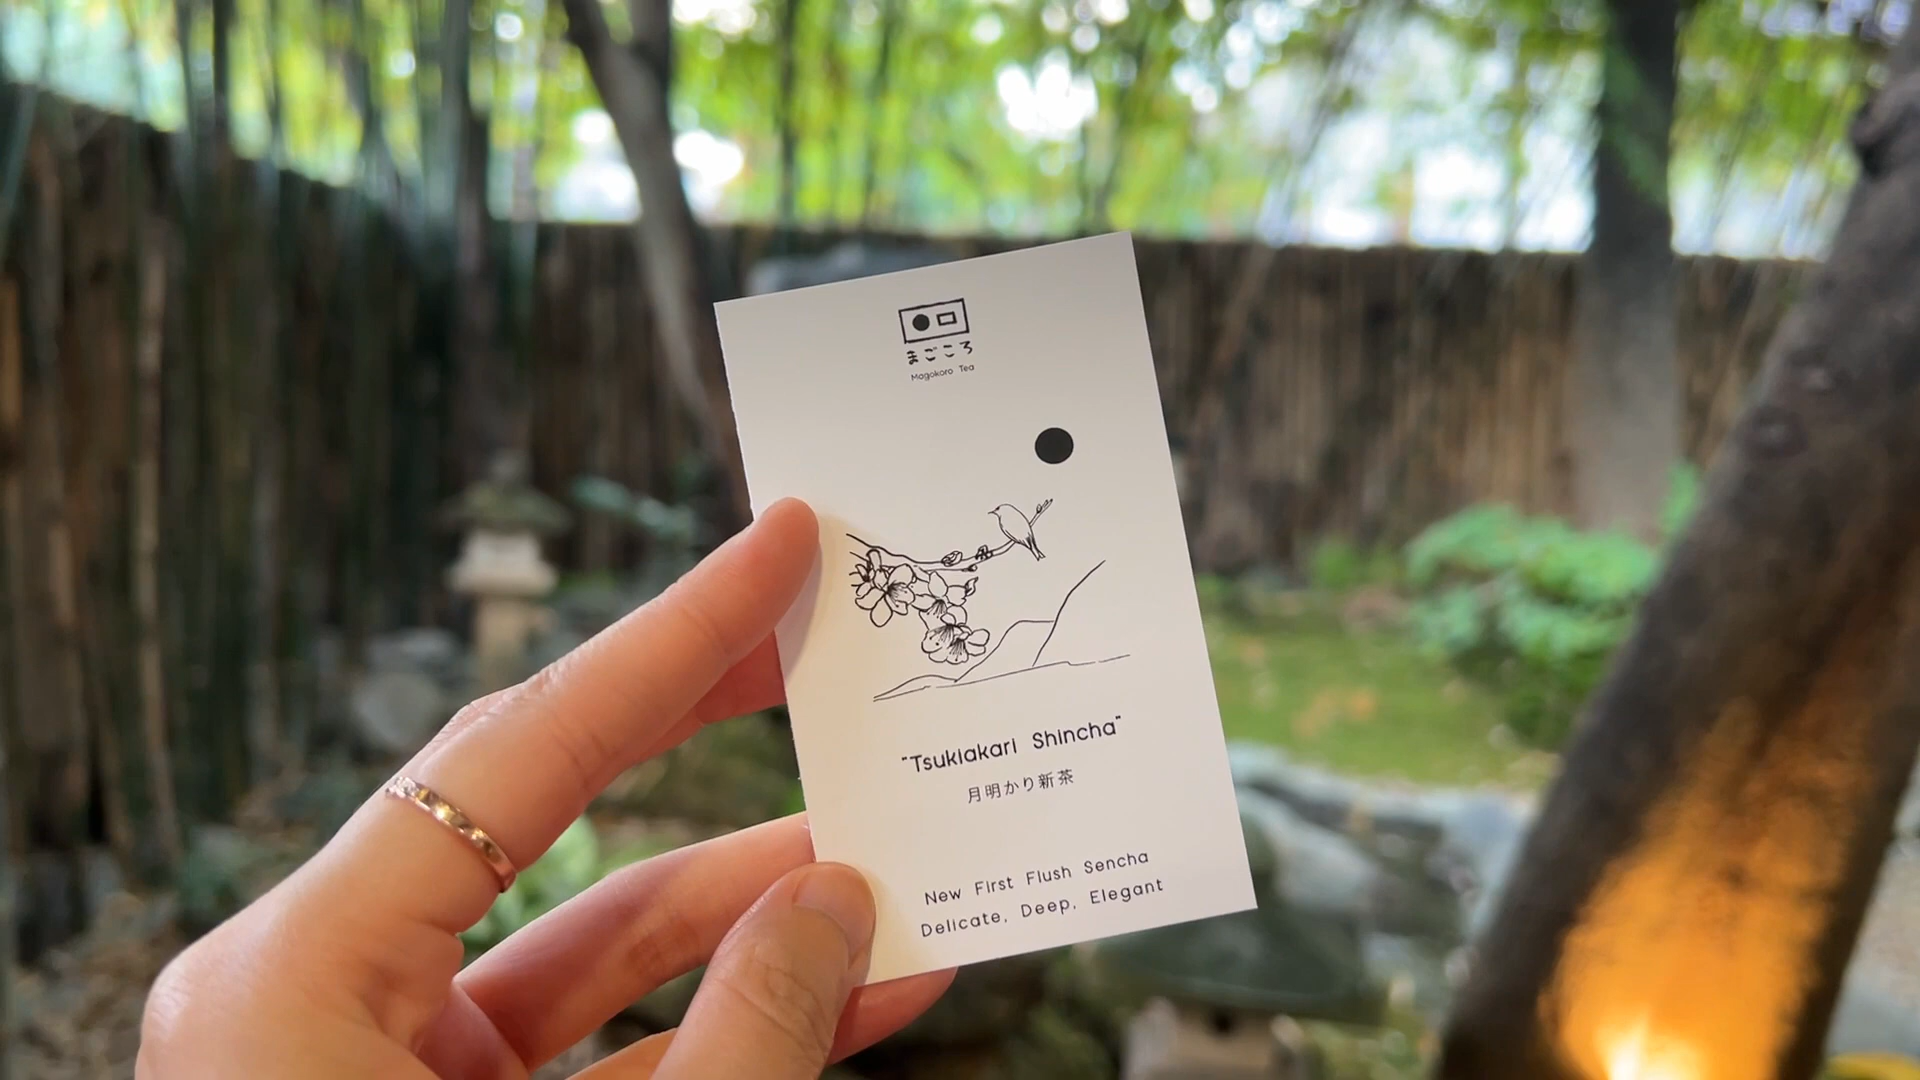 まごころ
Magokoro Tea
"Tsukiakari Shincha"
月明かり新茶
New First Flush Sencha
Delicate, Deep, Elegant